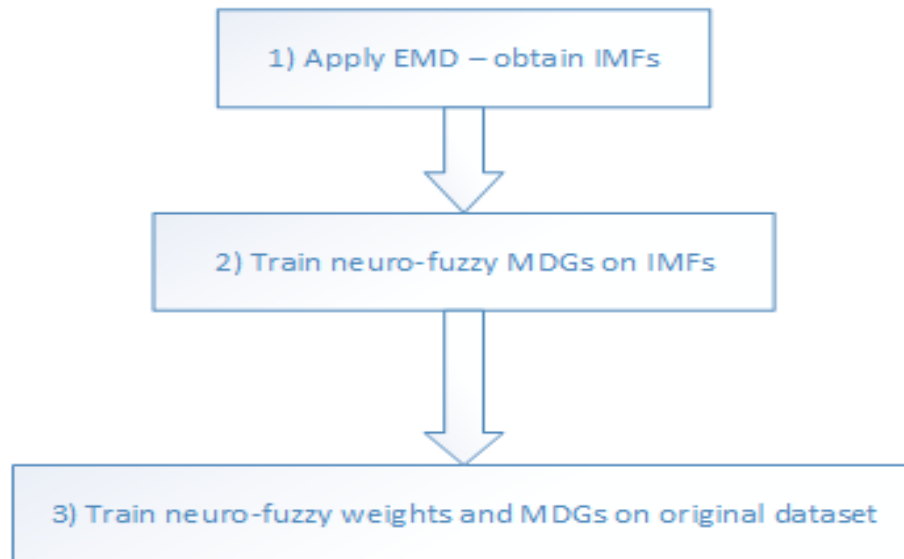 1) Apply EMD – obtain IMFs
2) Train neuro-fuzzy MDGs on IMFs
3) Train neuro-fuzzy weights and MDGs on original dataset